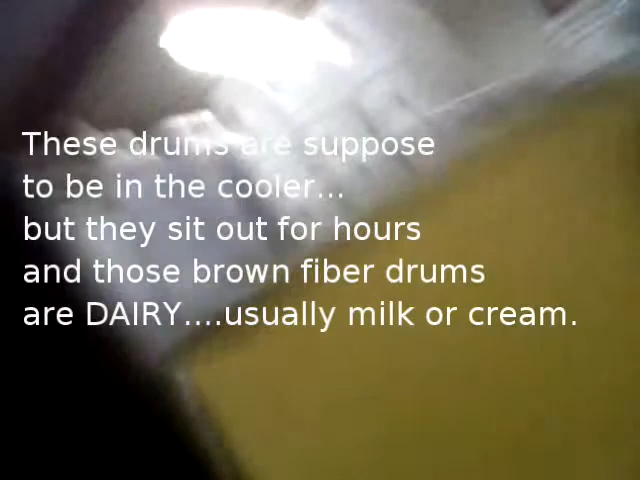 These drums are suppose
to be in the cooler...
but they sit out for hours
and those brown fiber drums
are DAIRY....usually milk or cream.